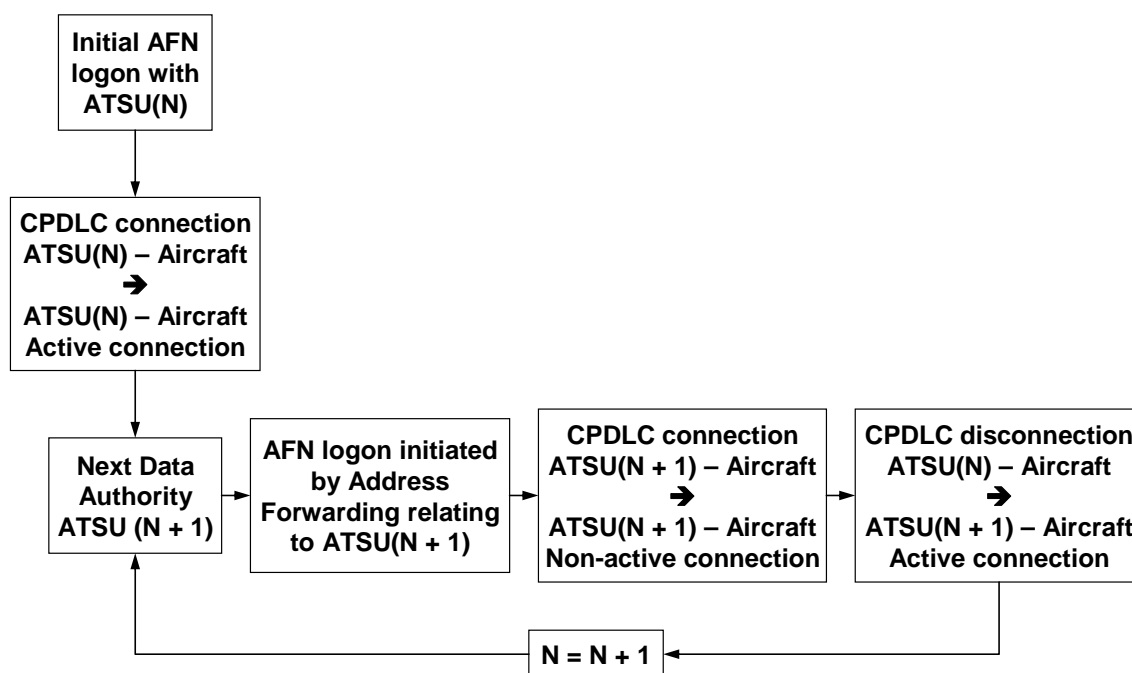 Initial AFN
logon with
ATSU(N)
CPDLC connection
ATSU(N) – Aircraft
➔
ATSU(N) – Aircraft
Active connection
Next Data
Authority
ATSU (N + 1)
AFN logon initiated
by Address
Forwarding relating
to ATSU(N + 1)
CPDLC connection
ATSU(N + 1) – Aircraft
➔
ATSU(N + 1) – Aircraft
Non-active connection
CPDLC disconnection
ATSU(N) – Aircraft
➔
ATSU(N + 1) – Aircraft
Active connection
N = N + 1